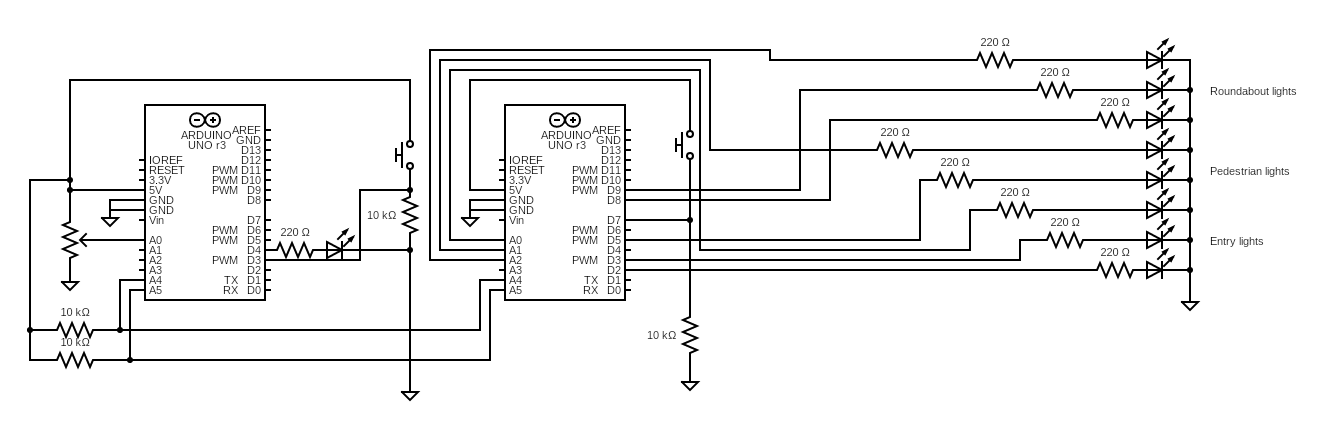 220 Ω
220 Ω
Roundabout lights
220 Ω
220 Ω
220 Ω
Pedestrian lights
220 Ω
220 Ω
Entry lights
220 Ω
ARDUINO
UNO r3
IOREF
RESET
3.3V
5V
GND
GND
Vin
A0
A1
A2
A3
A4
A5
AREF
GND
D13
D12
PWM D11
PWM D10
PWM D9
D8
D7
PWM D6
PWM D5
D4
PWM D3
D2
TX D1
RX D0
220 Ω
10 kΩ
10 kΩ
10 kΩ
ARDUINO
UNO r3
IOREF
RESET
3.3V
5V
GND
GND
Vin
A0
A1
A2
A3
A4
A5
AREF
GND
D13
D12
PWM D11
PWM D10
PWM D9
D8
D7
PWM D6
PWM D5
D4
PWM D3
D2
TX D1
RX D0
10 kΩ